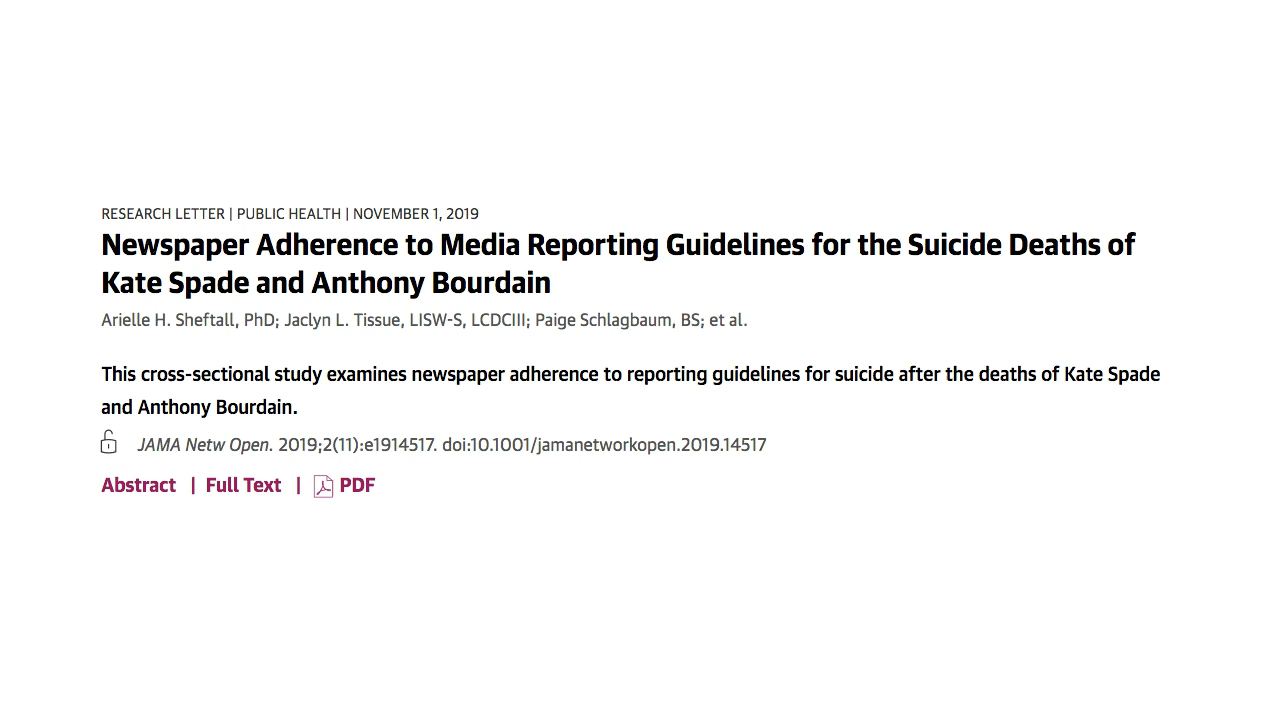 RESEARCH LETTER | PUBLIC HEALTH | NOVEMBER 1, 2019
Newspaper Adherence to Media Reporting Guidelines for the Suicide Deaths of
Kate Spade and Anthony Bourdain
Arielle H. Sheftall, PhD; Jaclyn L. Tissue, LISW-S, LCDCIII; Paige Schlagbaum, BS; et al.
This cross-sectional study examines newspaper adherence to reporting guidelines for suicide after the deaths of Kate Spade
and Anthony Bourdain.
JAMA Netw Open. 2019;2(11):e1914517. doi:10.1001/jamanetworkopen.2019.14517
Abstract | Full Text | PDF